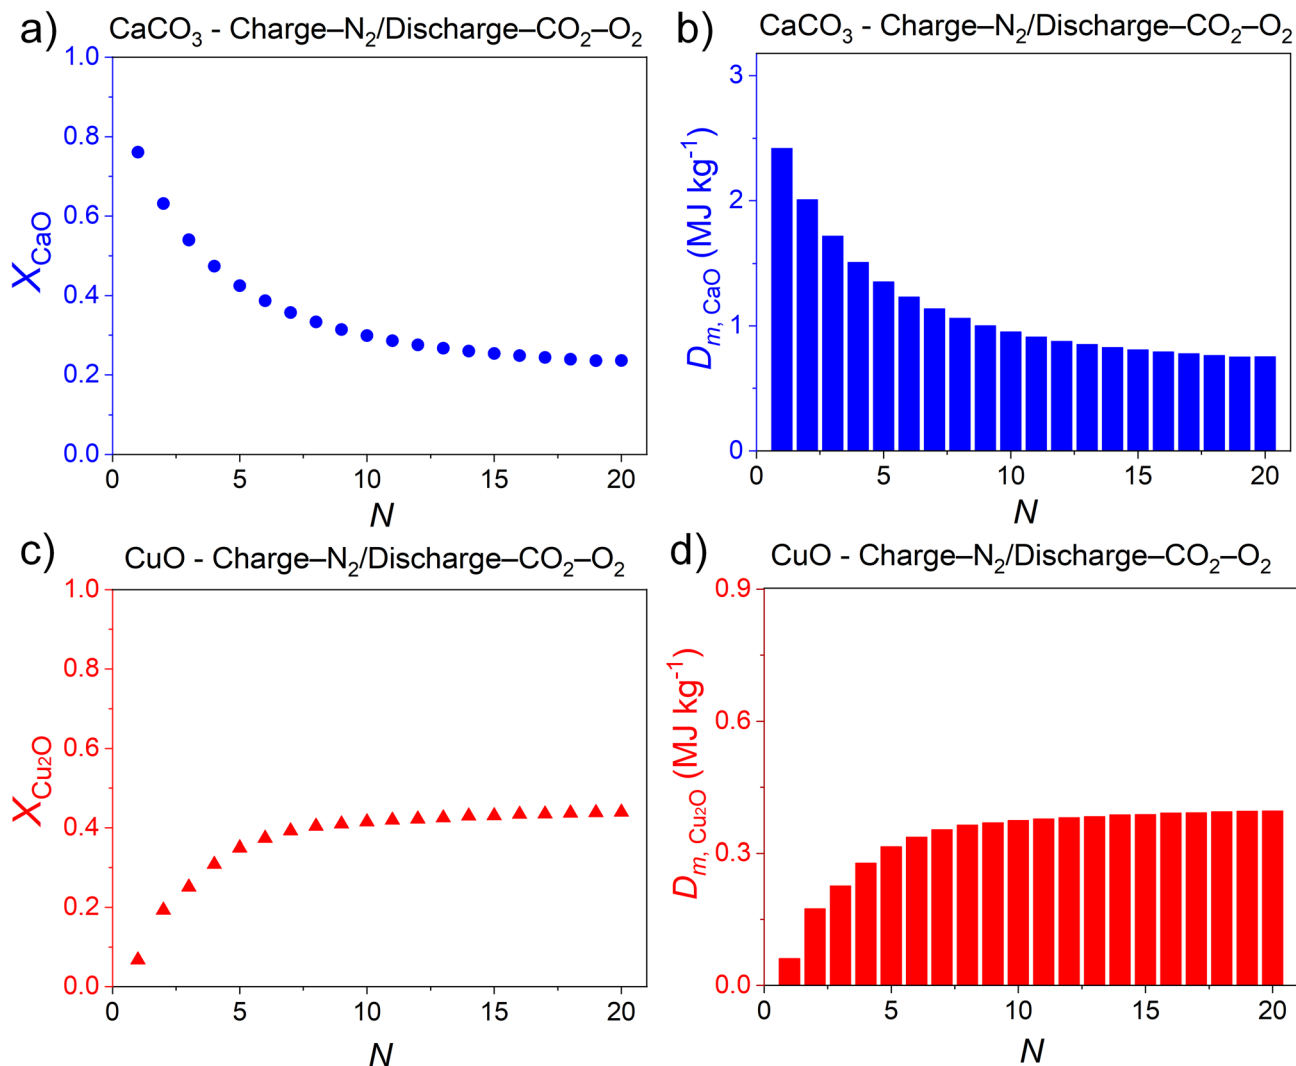 a) CaCO₃ - Charge–N₂/Discharge–CO₂–O₂
1.0
0.8
0.6
0.4
0.2
0.0
X_CaO
0 5 10 15 20
N
b) CaCO₃ - Charge–N₂/Discharge–CO₂–O₂
3
2
1
0
Dₘ, CaO (MJ kg⁻¹)
0 5 10 15 20
N
c) CuO - Charge–N₂/Discharge–CO₂–O₂
1.0
0.8
0.6
0.4
0.2
0.0
X_Cu₂O
0 5 10 15 20
N
d) CuO - Charge–N₂/Discharge–CO₂–O₂
0.9
0.6
0.3
0.0
Dₘ, Cu₂O (MJ kg⁻¹)
0 5 10 15 20
N